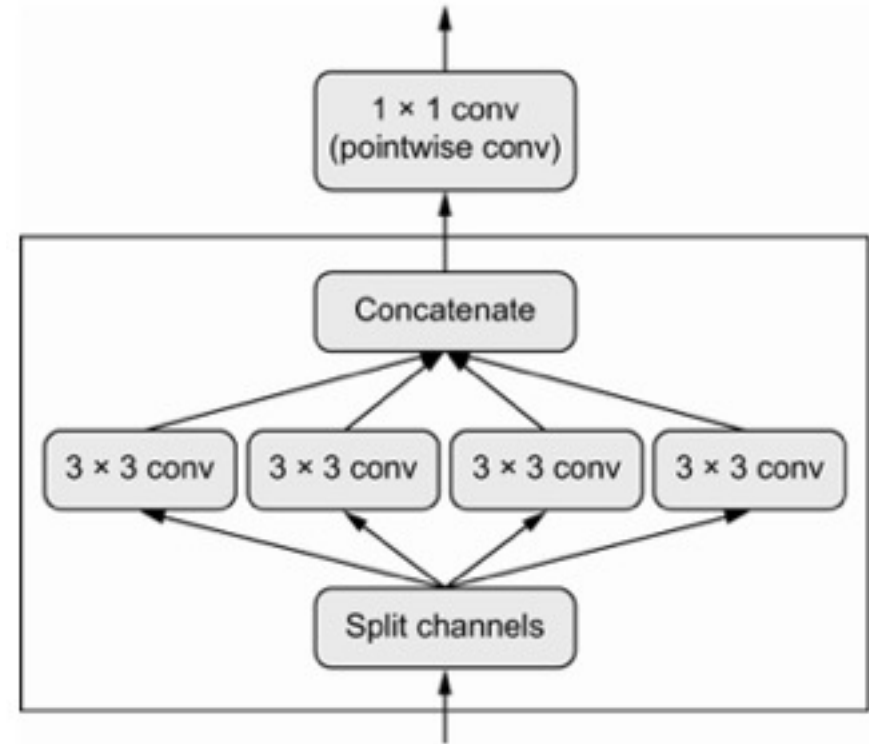 1 × 1 conv
(pointwise conv)
Concatenate
3 × 3 conv
3 × 3 conv
3 × 3 conv
3 × 3 conv
Split channels